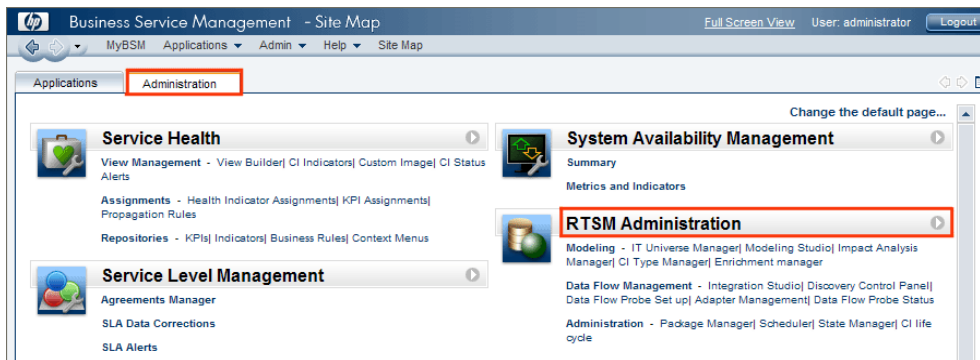 hp Business Service Management - Site Map
Full Screen View User: administrator Logout
MyBSM Applications Admin Help Site Map
Applications Administration
Change the default page...
Service Health
View Management - View Builder| CI Indicators| Custom Image| CI Status
Alerts
Assignments - Health Indicator Assignments| KPI Assignments|
Propagation Rules
Repositories - KPIs| Indicators| Business Rules| Context Menus
Service Level Management
Agreements Manager
SLA Data Corrections
SLA Alerts
System Availability Management
Summary
Metrics and Indicators
RTSM Administration
Modeling - IT Universe Manager| Modeling Studio| Impact Analysis
Manager| CI Type Manager| Enrichment manager
Data Flow Management - Integration Studio| Discovery Control Panel|
Data Flow Probe Set up| Adapter Management| Data Flow Probe Status
Administration - Package Manager| Scheduler| State Manager| CI life
cycle